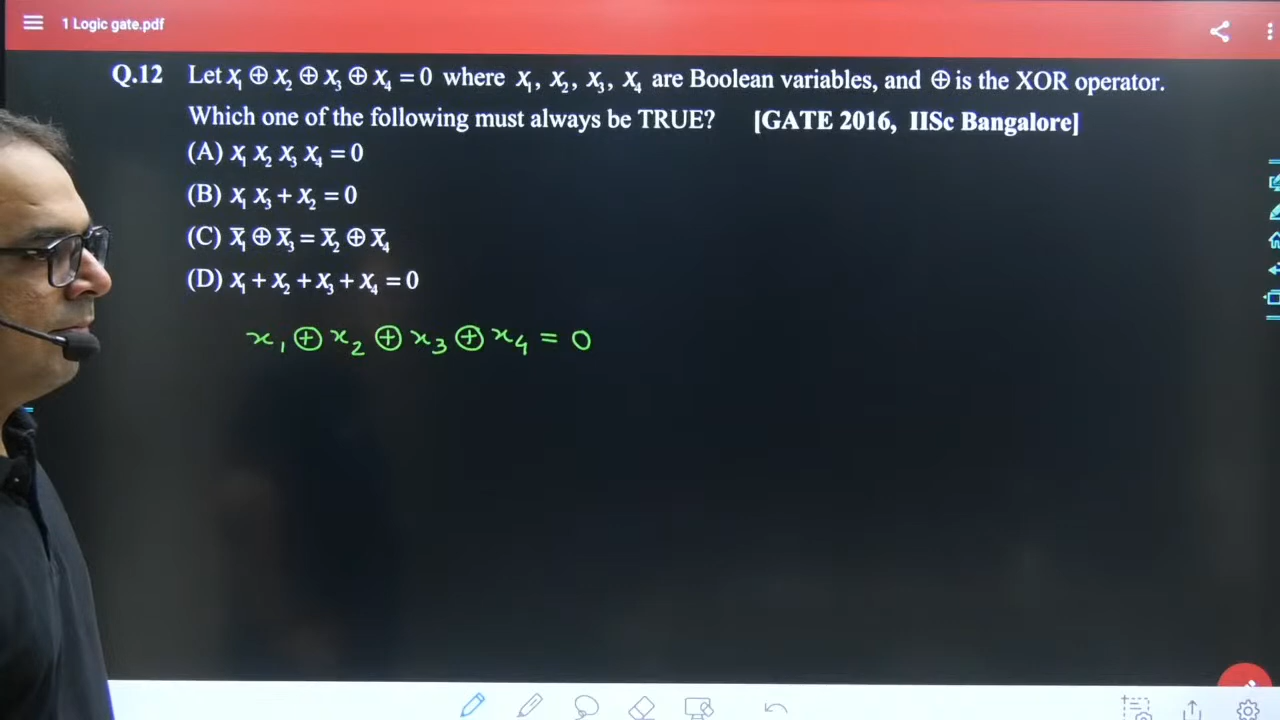 1 Logic gate.pdf
Q.12 Let x₁ ⊕ x₂ ⊕ x₃ ⊕ x₄ = 0 where x₁, x₂, x₃, x₄ are Boolean variables, and ⊕ is the XOR operator.
Which one of the following must always be TRUE? [GATE 2016, IISc Bangalore]
(A) x₁ x₂ x₃ x₄ = 0
(B) x₁ x₃ + x₂ = 0
(C) x̄₁ ⊕ x̄₃ = x̄₂ ⊕ x̄₄
(D) x₁ + x₂ + x₃ + x₄ = 0
x₁ ⊕ x₂ ⊕ x₃ ⊕ x₄ = 0